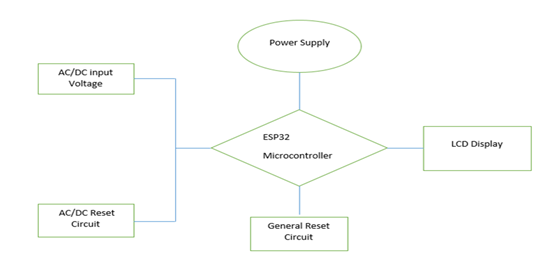 Power Supply
AC/DC input
Voltage
ESP32
Microcontroller
LCD Display
AC/DC Reset
Circuit
General Reset
Circuit